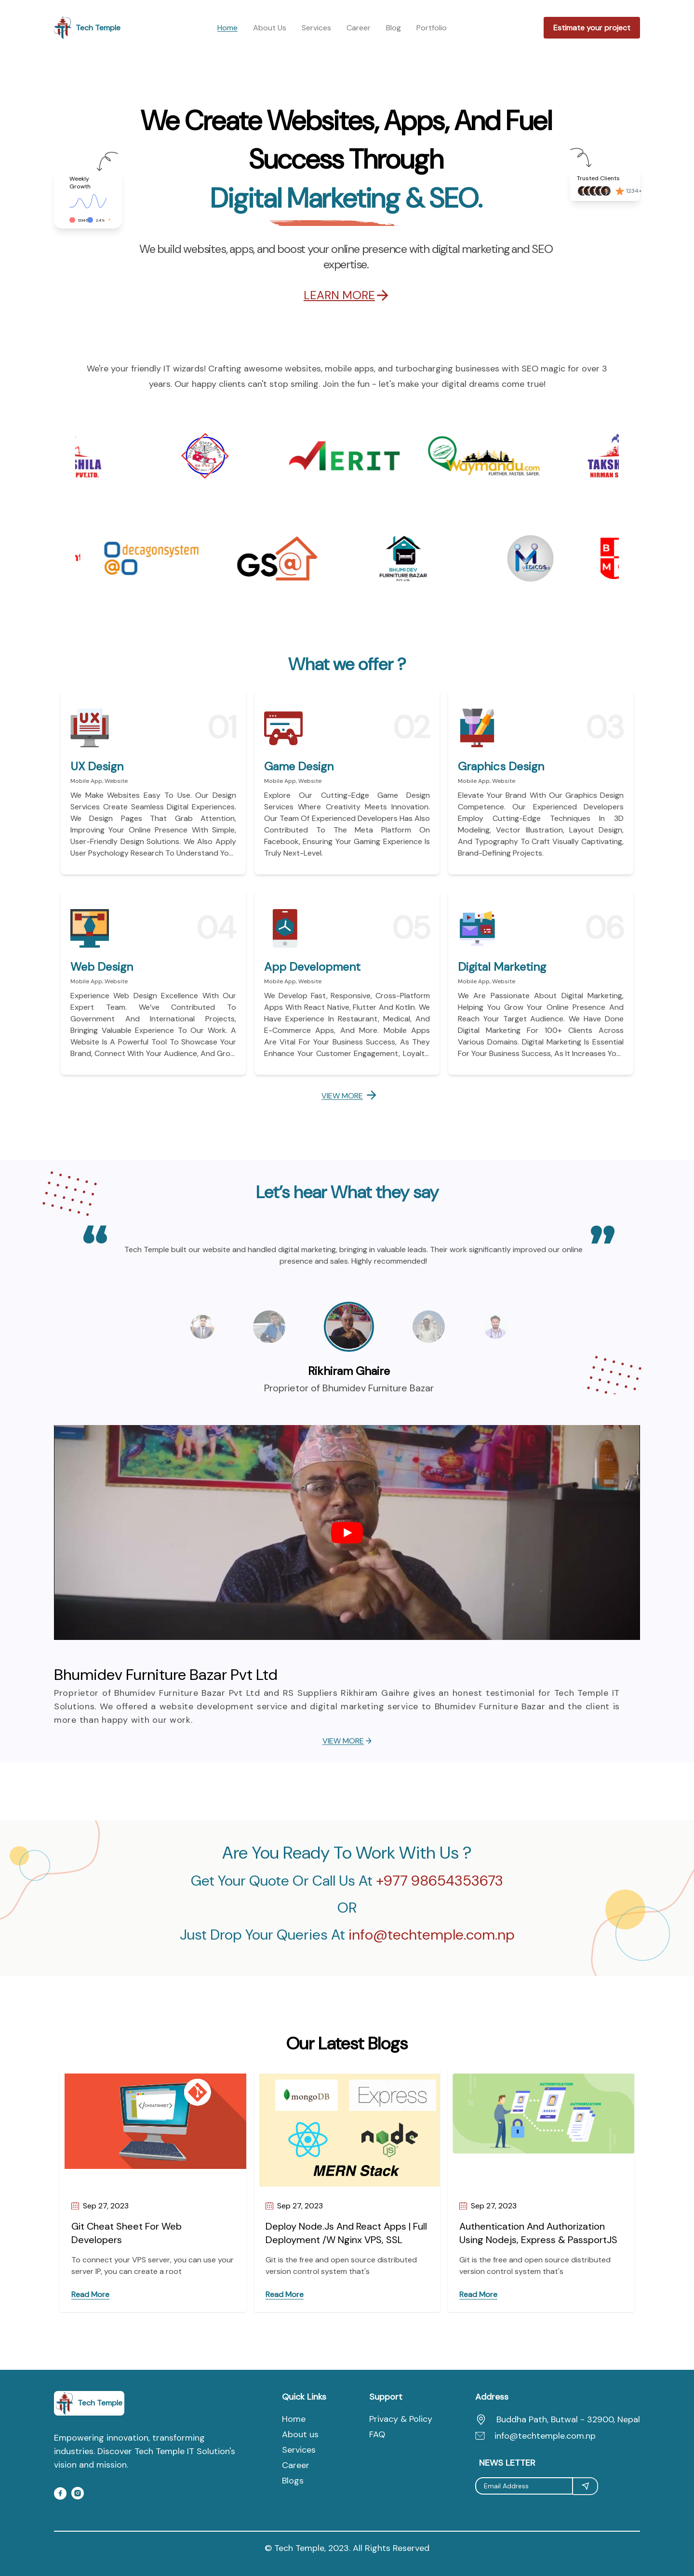 Tech Temple
Home
About Us
Services
Career
Blog
Portfolio
Estimate your project
We Create Websites, Apps, And Fuel
Success Through
Digital Marketing & SEO.
Weekly
Growth
Trusted Clients
1234+
We build websites, apps, and boost your online presence with digital marketing and SEO
expertise.
LEARN MORE
We're your friendly IT wizards! Crafting awesome websites, mobile apps, and turbocharging businesses with SEO magic for over 3
years. Our happy clients can't stop smiling. Join the fun - let's make your digital dreams come true!
SHILA
PVT.LTD.
MERIT
Waymandu.com
FURTHER. FASTER. SAFER.
TAKSH
NIRMAN S
decagonsystem
GS@
BHUMI DEV
FURNITURE BAZAR
MEDICOS
What we offer ?
01
UX Design
Mobile App, Website
We Make Websites Easy To Use. Our Design
Services Create Seamless Digital Experiences.
We Design Pages That Grab Attention,
Improving Your Online Presence With Simple,
User-Friendly Design Solutions. We Also Apply
User Psychology Research To Understand Yo...
02
Game Design
Mobile App, Website
Explore Our Cutting-Edge Game Design
Services Where Creativity Meets Innovation.
Our Team Of Experienced Developers Has Also
Contributed To The Meta Platform On
Facebook, Ensuring Your Gaming Experience Is
Truly Next-Level.
03
Graphics Design
Mobile App, Website
Elevate Your Brand With Our Graphics Design
Competence. Our Experienced Developers
Employ Cutting-Edge Techniques In 3D
Modeling, Vector Illustration, Layout Design,
And Typography To Craft Visually Captivating,
Brand-Defining Projects.
04
Web Design
Mobile App, Website
Experience Web Design Excellence With Our
Expert Team. We've Contributed To
Government And International Projects,
Bringing Valuable Experience To Our Work. A
Website Is A Powerful Tool To Showcase Your
Brand, Connect With Your Audience, And Gro...
05
App Development
Mobile App, Website
We Develop Fast, Responsive, Cross-Platform
Apps With React Native, Flutter And Kotlin. We
Have Experience In Restaurant, Medical, And
E-Commerce Apps, And More. Mobile Apps
Are Vital For Your Business Success, As They
Enhance Your Customer Engagement, Loyalt...
06
Digital Marketing
Mobile App, Website
We Are Passionate About Digital Marketing,
Helping You Grow Your Online Presence And
Reach Your Target Audience. We Have Done
Digital Marketing For 100+ Clients Across
Various Domains. Digital Marketing Is Essential
For Your Business Success, As It Increases Yo...
VIEW MORE
Let's hear What they say
Tech Temple built our website and handled digital marketing, bringing in valuable leads. Their work significantly improved our online
presence and sales. Highly recommended!
Rikhiram Ghaire
Proprietor of Bhumidev Furniture Bazar
Bhumidev Furniture Bazar Pvt Ltd
Proprietor of Bhumidev Furniture Bazar Pvt Ltd and RS Suppliers Rikhiram Gaihre gives an honest testimonial for Tech Temple IT
Solutions. We offered a website development service and digital marketing service to Bhumidev Furniture Bazar and the client is
more than happy with our work.
VIEW MORE
Are You Ready To Work With Us ?
Get Your Quote Or Call Us At +977 98654353673
OR
Just Drop Your Queries At info@techtemple.com.np
Our Latest Blogs
</CHEATSHEET>
Sep 27, 2023
Git Cheat Sheet For Web
Developers
To connect your VPS server, you can use your
server IP, you can create a root
Read More
mongoDB
Express
node
MERN Stack
Sep 27, 2023
Deploy Node.Js And React Apps | Full
Deployment /W Nginx VPS, SSL
Git is the free and open source distributed
version control system that's
Read More
AUTHENTICATION
AUTHORIZATION
Sep 27, 2023
Authentication And Authorization
Using Nodejs, Express & PassportJS
Git is the free and open source distributed
version control system that's
Read More
Tech Temple
Empowering innovation, transforming
industries. Discover Tech Temple IT Solution's
vision and mission.
Quick Links
Home
About us
Services
Career
Blogs
Support
Privacy & Policy
FAQ
Address
Buddha Path, Butwal - 32900, Nepal
info@techtemple.com.np
NEWS LETTER
Email Address
© Tech Temple, 2023. All Rights Reserved